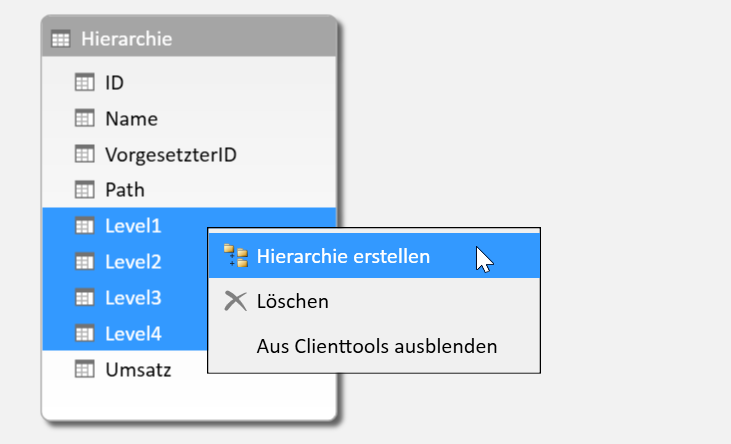 Hierarchie
ID
Name
VorgesetzterID
Path
Level1
Level2
Level3
Level4
Umsatz
Hierarchie erstellen
Löschen
Aus Clienttools ausblenden